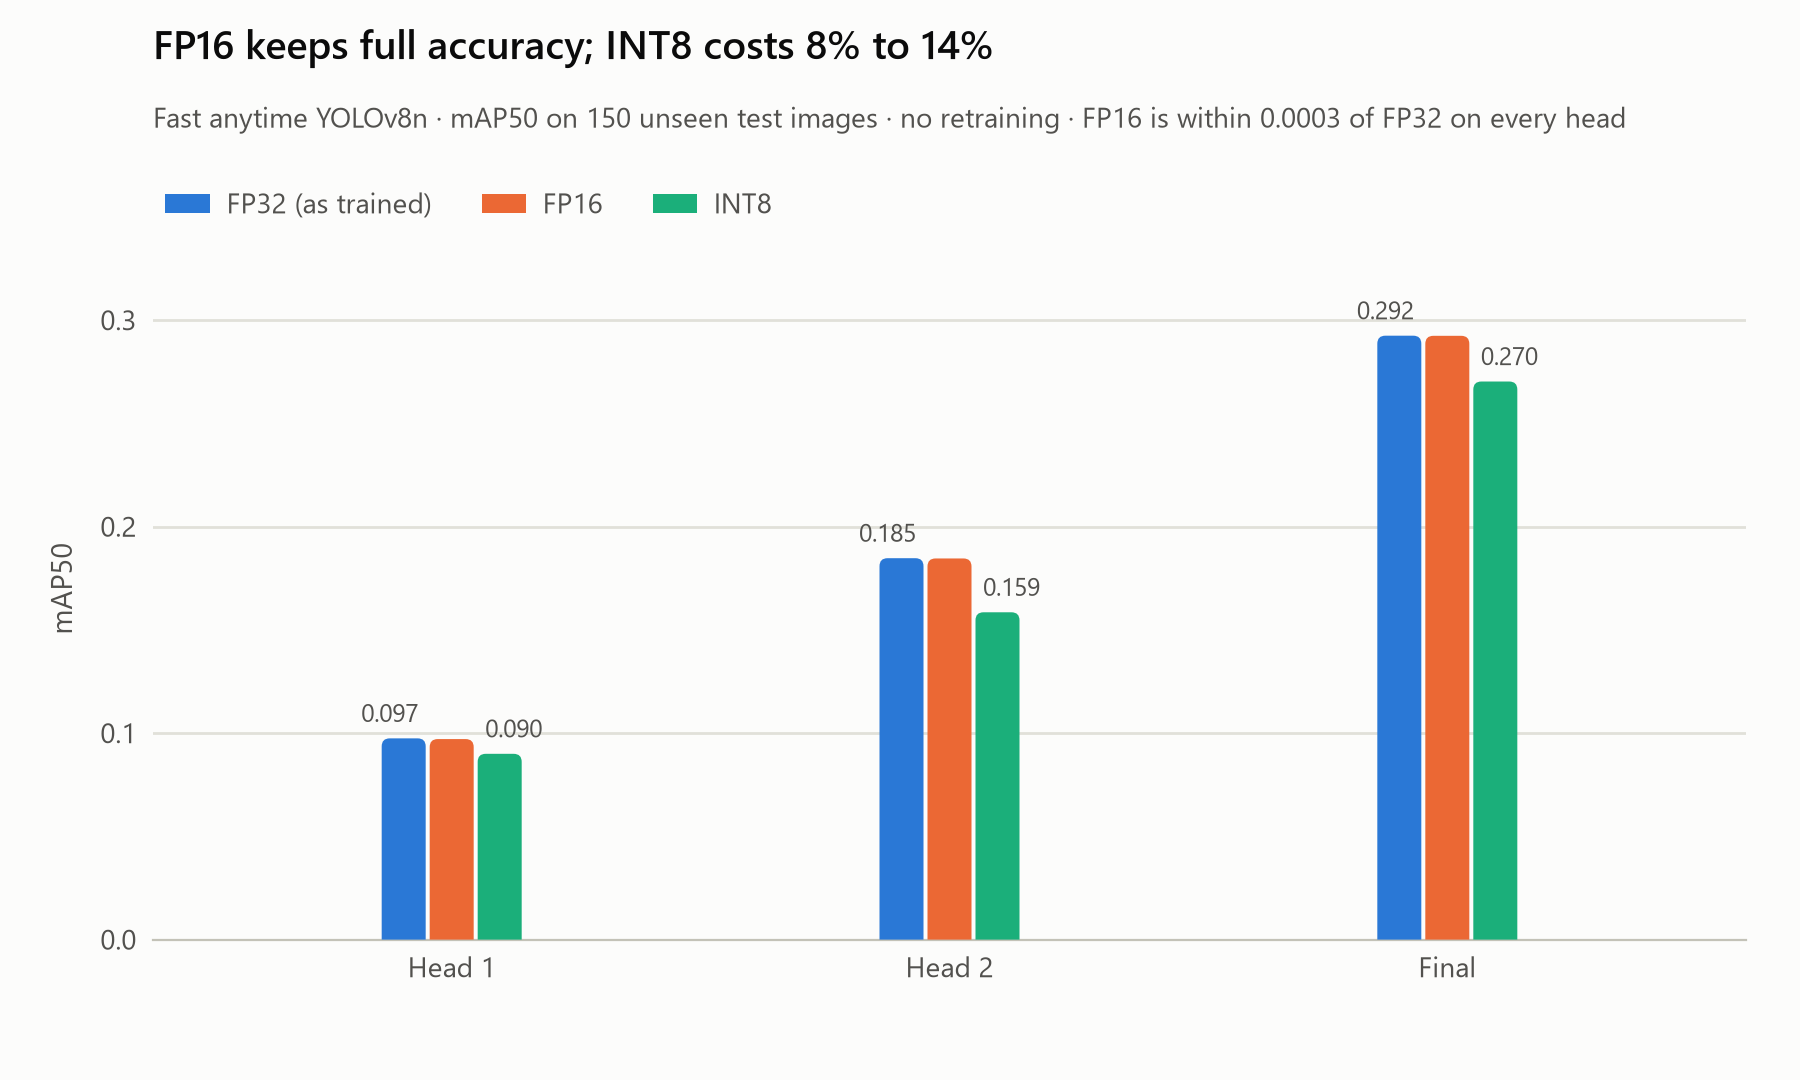 FP16 keeps full accuracy; INT8 costs 8% to 14%
Fast anytime YOLOv8n · mAP50 on 150 unseen test images · no retraining · FP16 is within 0.0003 of FP32 on every head
FP32 (as trained) FP16 INT8
0.3
0.2
0.1
0.0
mAP50
0.097
0.090
0.185
0.159
0.292
0.270
Head 1 Head 2 Final